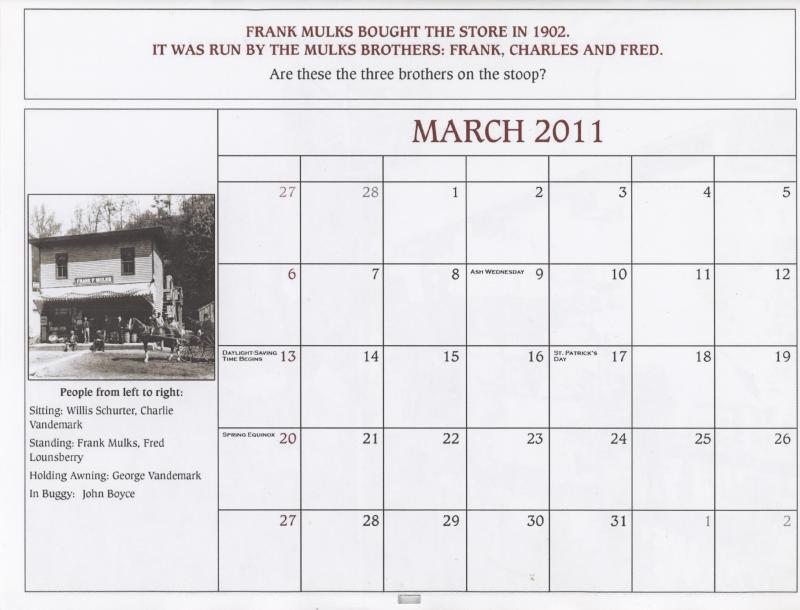 FRANK MULKS BOUGHT THE STORE IN 1902.
IT WAS RUN BY THE MULKS BROTHERS: FRANK, CHARLES AND FRED.
Are these the three brothers on the stoop?
MARCH 2011
27 28 1 2 3 4 5
FRANK P MULKS
6 7 8 ASH WEDNESDAY 9 10 11 12
DAYLIGHT-SAVING
TIME BEGINS 13 14 15 16 ST. PATRICK'S
DAY 17 18 19
People from left to right:
Sitting: Willis Schurter, Charlie
Vandemark
Standing: Frank Mulks, Fred
Lounsberry
Holding Awning: George Vandemark
In Buggy: John Boyce
SPRING EQUINOX 20 21 22 23 24 25 26
27 28 29 30 31 1 2